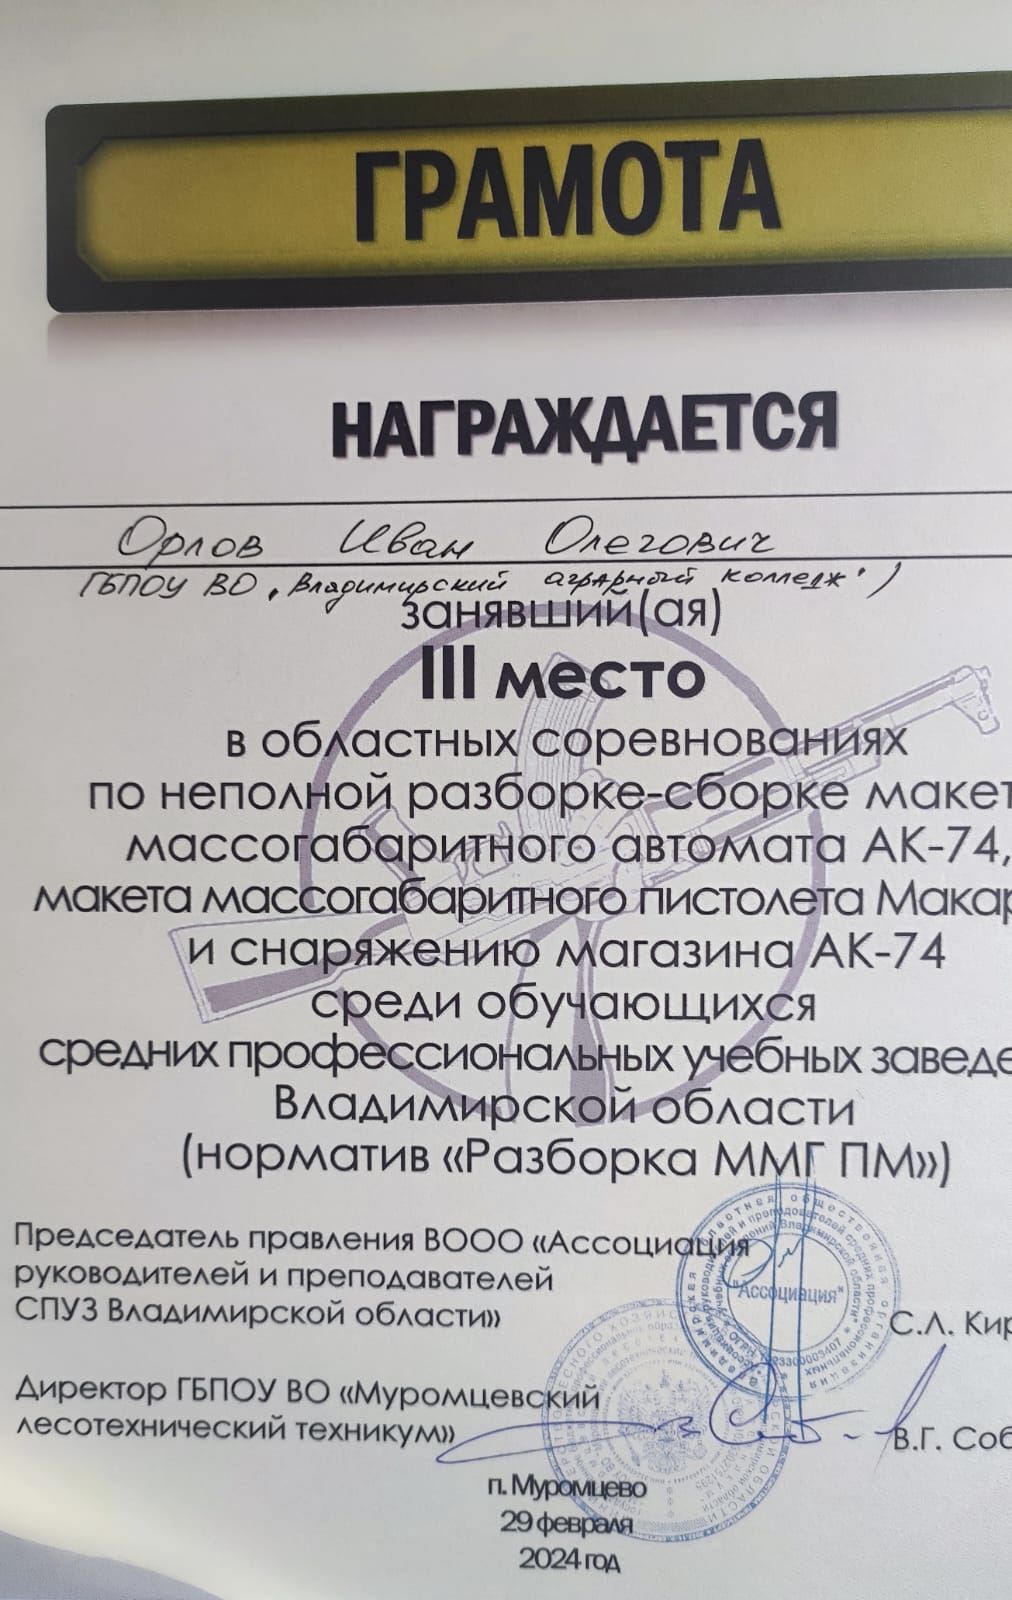 ГРАМОТА
НАГРАЖДАЕТСЯ
Орлов Иван Олегович
ГБПОУ ВО „Владимирский аграрный колледж")
занявший(ая)
III место
в областных соревнованиях
по неполной разборке-сборке макет
массогабаритного автомата АК-74,
макета массогабаритного пистолета Макар
и снаряжению магазина АК-74
среди обучающихся
средних профессиональных учебных заведе
Владимирской области
(норматив «Разборка ММГ ПМ»)
Председатель правления ВООО «Ассоциация
руководителей и преподавателей
СПУЗ Владимирской области»
"Ассоциация"
С.Л. Кир
Директор ГБПОУ ВО «Муромцевский
лесотехнический техникум»
В.Г. Соб
п. Муромцево
29 февраля
2024 год